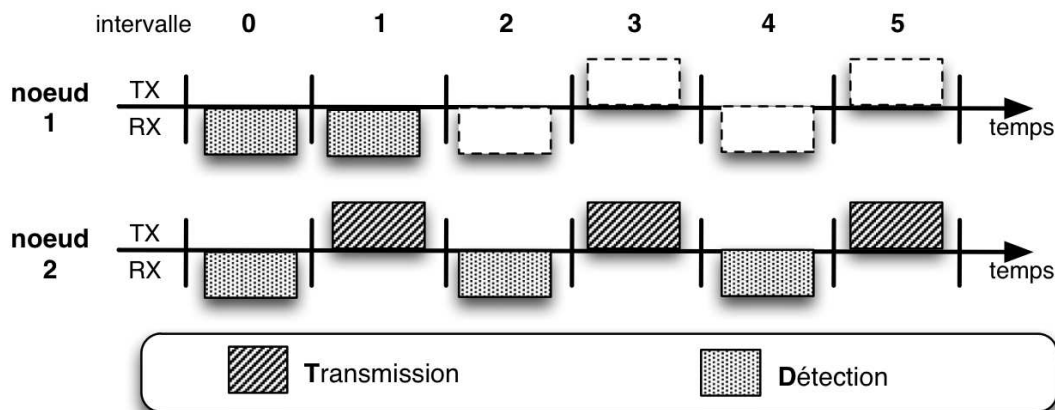 intervalle 0 1 2 3 4 5
noeud 1 TX RX temps
noeud 2 TX RX temps
Transmission Détection